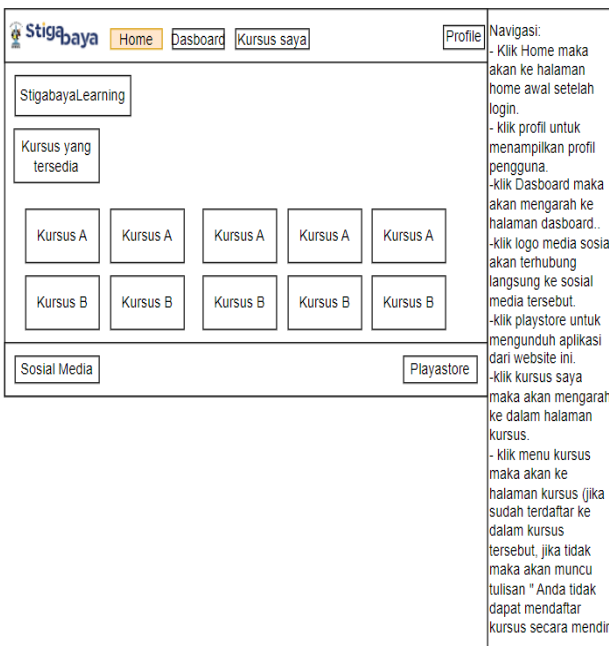 Stigabaya
Home
Dasboard
Kursus saya
Profile
StigabayaLearning
Kursus yang
tersedia
Kursus A
Kursus A
Kursus A
Kursus A
Kursus A
Kursus B
Kursus B
Kursus B
Kursus B
Kursus B
Sosial Media
Playastore
Navigasi:
- Klik Home maka
akan ke halaman
home awal setelah
login.
- klik profil untuk
menampilkan profil
pengguna.
-klik Dasboard maka
akan mengarah ke
halaman dasboard..
-klik logo media sosia
akan terhubung
langsung ke sosial
media tersebut.
-klik playstore untuk
mengunduh aplikasi
dari website ini.
-klik kursus saya
maka akan mengarah
ke dalam halaman
kursus.
- klik menu kursus
maka akan ke
halaman kursus (jika
sudah terdaftar ke
dalam kursus
tersebut, jika tidak
maka akan muncu
tulisan " Anda tidak
dapat mendaftar
kursus secara mendir